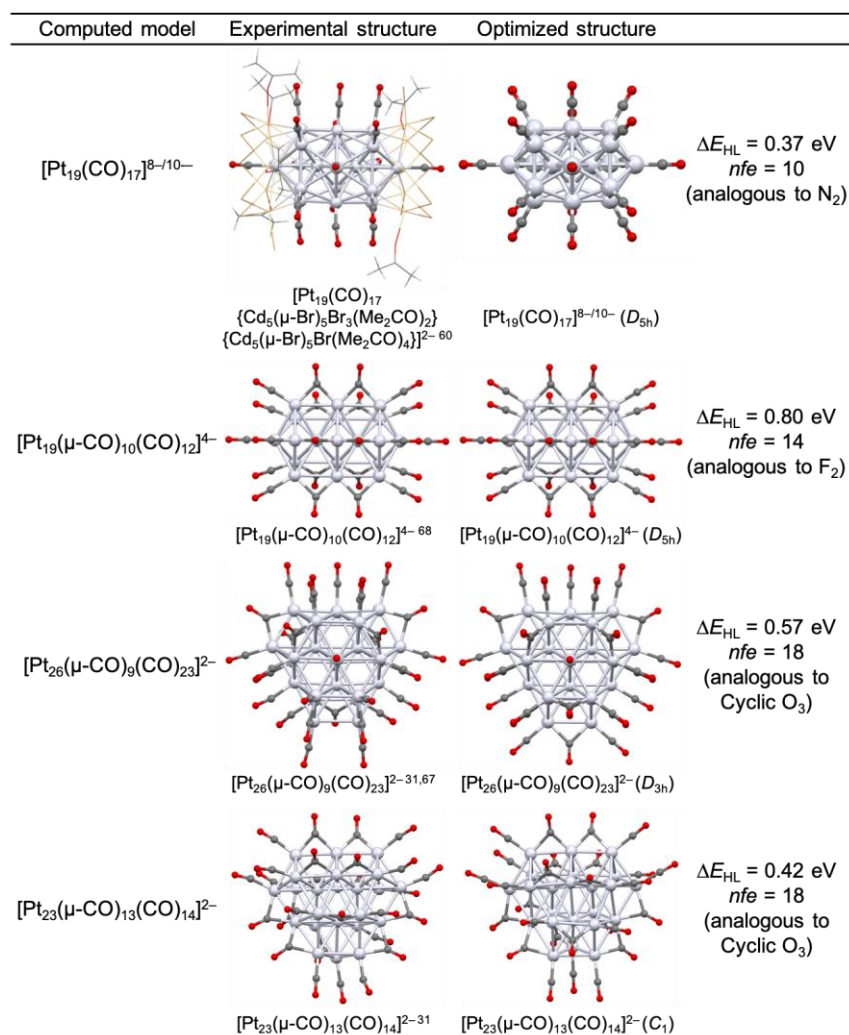 Computed model Experimental structure Optimized structure
[Pt₁₉(CO)₁₇]⁸⁻/¹⁰⁻
ΔE_HL = 0.37 eV
nfe = 10
(analogous to N₂)
[Pt₁₉(CO)₁₇
{Cd₅(μ-Br)₅Br₃(Me₂CO)₂}
{Cd₅(μ-Br)₅Br(Me₂CO)₄}]²⁻ ⁶⁰
[Pt₁₉(CO)₁₇]⁸⁻/¹⁰⁻ (D₅ₕ)
[Pt₁₉(μ-CO)₁₀(CO)₁₂]⁴⁻
ΔE_HL = 0.80 eV
nfe = 14
(analogous to F₂)
[Pt₁₉(μ-CO)₁₀(CO)₁₂]⁴⁻ ⁶⁸
[Pt₁₉(μ-CO)₁₀(CO)₁₂]⁴⁻ (D₅ₕ)
[Pt₂₆(μ-CO)₉(CO)₂₃]²⁻
ΔE_HL = 0.57 eV
nfe = 18
(analogous to
Cyclic O₃)
[Pt₂₆(μ-CO)₉(CO)₂₃]²⁻ ³¹,⁶⁷
[Pt₂₆(μ-CO)₉(CO)₂₃]²⁻ (D₃ₕ)
[Pt₂₃(μ-CO)₁₃(CO)₁₄]²⁻
ΔE_HL = 0.42 eV
nfe = 18
(analogous to
Cyclic O₃)
[Pt₂₃(μ-CO)₁₃(CO)₁₄]²⁻ ³¹
[Pt₂₃(μ-CO)₁₃(CO)₁₄]²⁻ (C₁)